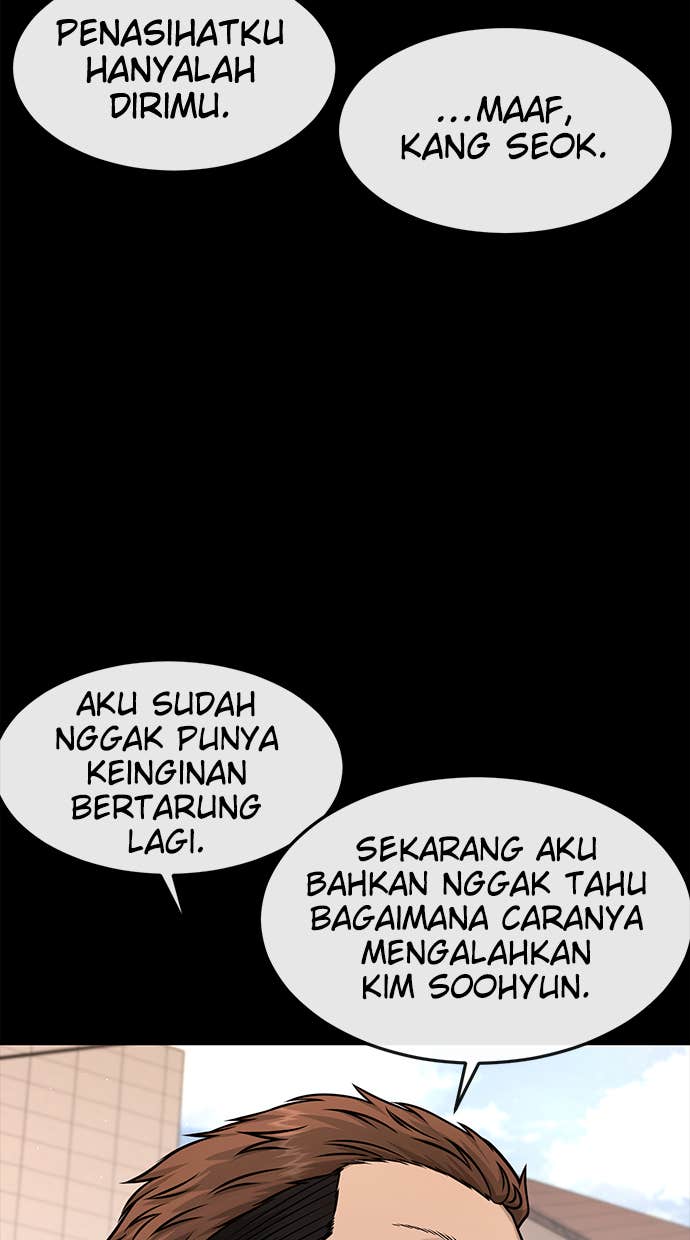 PENASIHATKU
HANYALAH
DIRIMU.
...MAAF,
KANG SEOK.
AKU SUDAH
NGGAK PUNYA
KEINGINAN
BERTARUNG
LAGI.
SEKARANG AKU
BAHKAN NGGAK TAHU
BAGAIMANA CARANYA
MENGALAHKAN
KIM SOOHYUN.